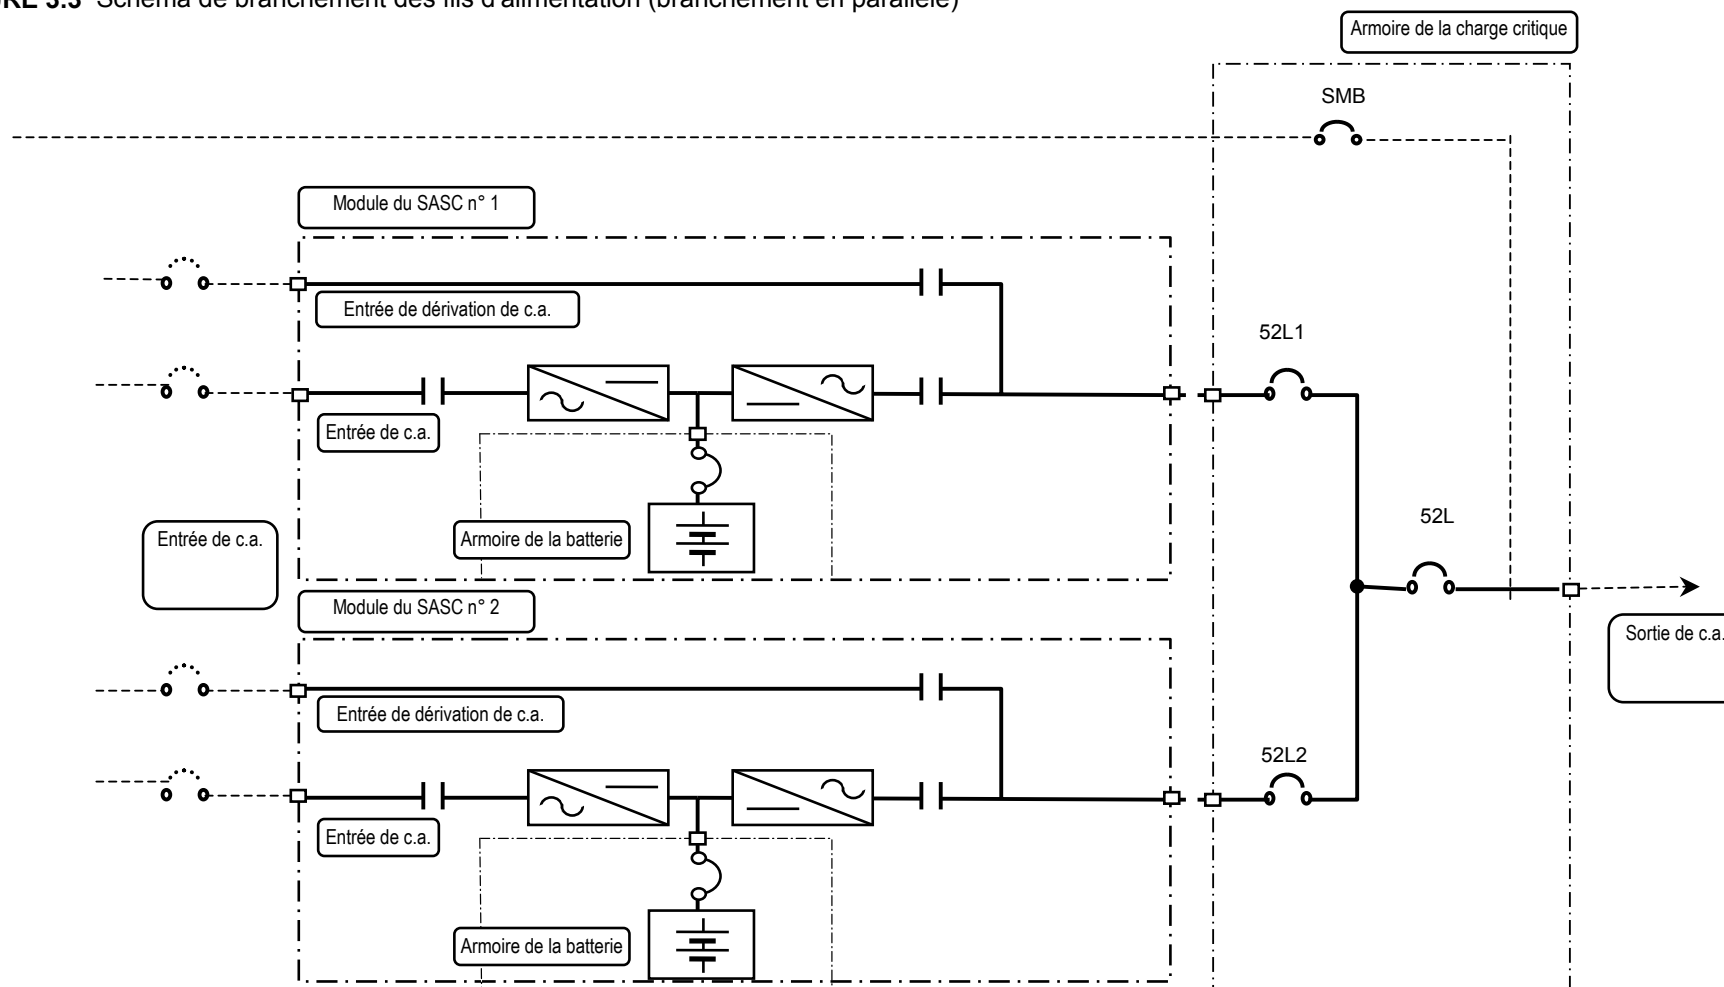 3.3 Schéma de branchement des fils d'alimentation (branchement en parallèle)
Armoire de la charge critique
SMB
Module du SASC n° 1
Entrée de dérivation de c.a.
52L1
Entrée de c.a.
Armoire de la batterie
Entrée de c.a.
52L
Module du SASC n° 2
Sortie de c.a.
Entrée de dérivation de c.a.
52L2
Entrée de c.a.
Armoire de la batterie